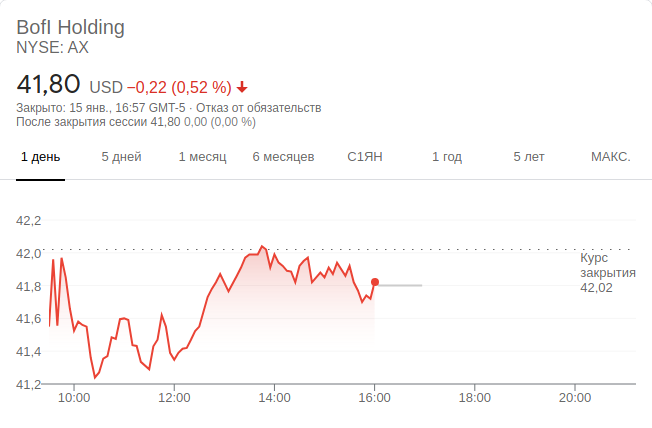 BofI Holding
NYSE: AX
41,80 USD −0,22 (0,52 %)
Закрыто: 15 янв., 16:57 GMT-5 · Отказ от обязательств
После закрытия сессии 41,80 0,00 (0,00 %)
1 день 5 дней 1 месяц 6 месяцев С1ЯН 1 год 5 лет МАКС.
42,2
42,0
41,8
41,6
41,4
41,2
Курс
закрытия
42,02
10:00 12:00 14:00 16:00 18:00 20:00